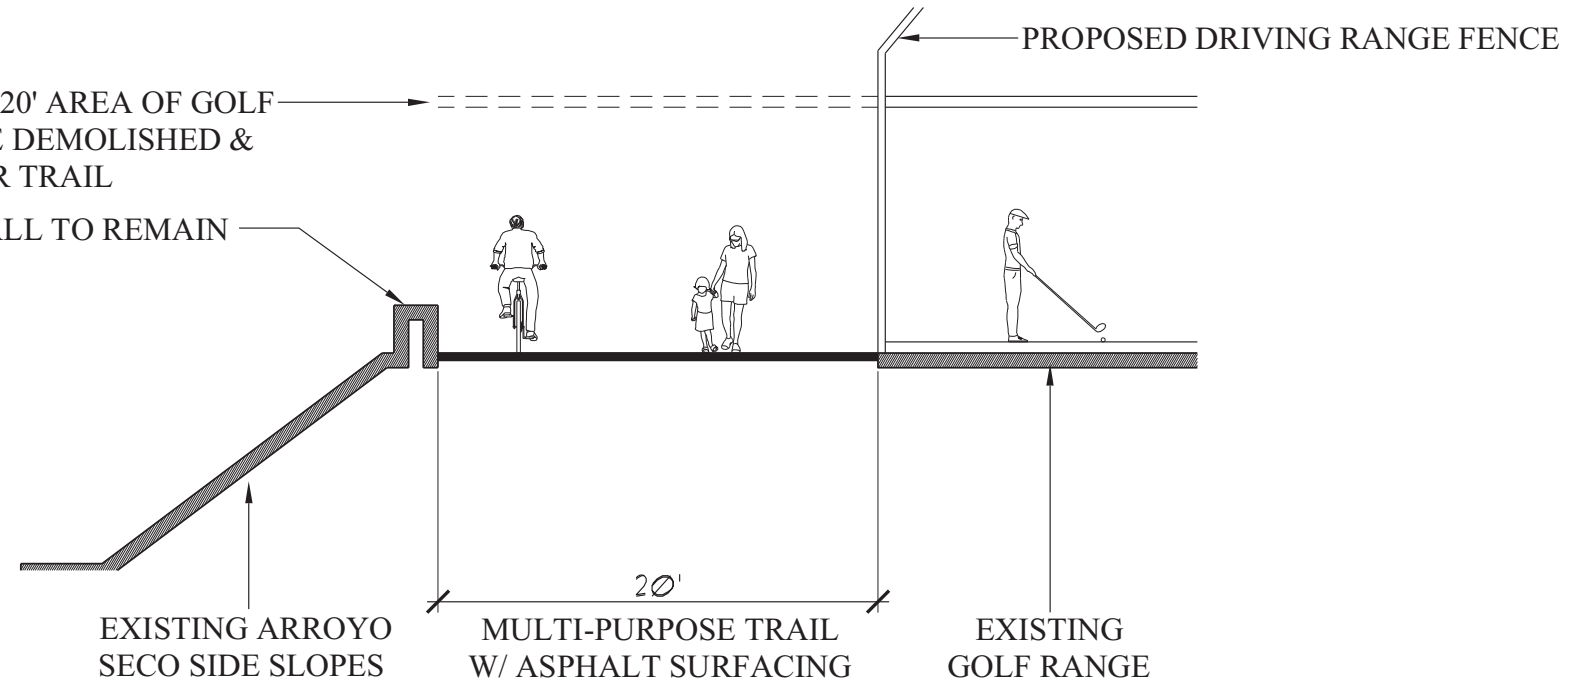 PROPOSED DRIVING RANGE FENCE
20' AREA OF GOLF
DEMOLISHED &
TRAIL
TO REMAIN
20'
EXISTING ARROYO
SECO SIDE SLOPES
MULTI-PURPOSE TRAIL
W/ ASPHALT SURFACING
EXISTING
GOLF RANGE